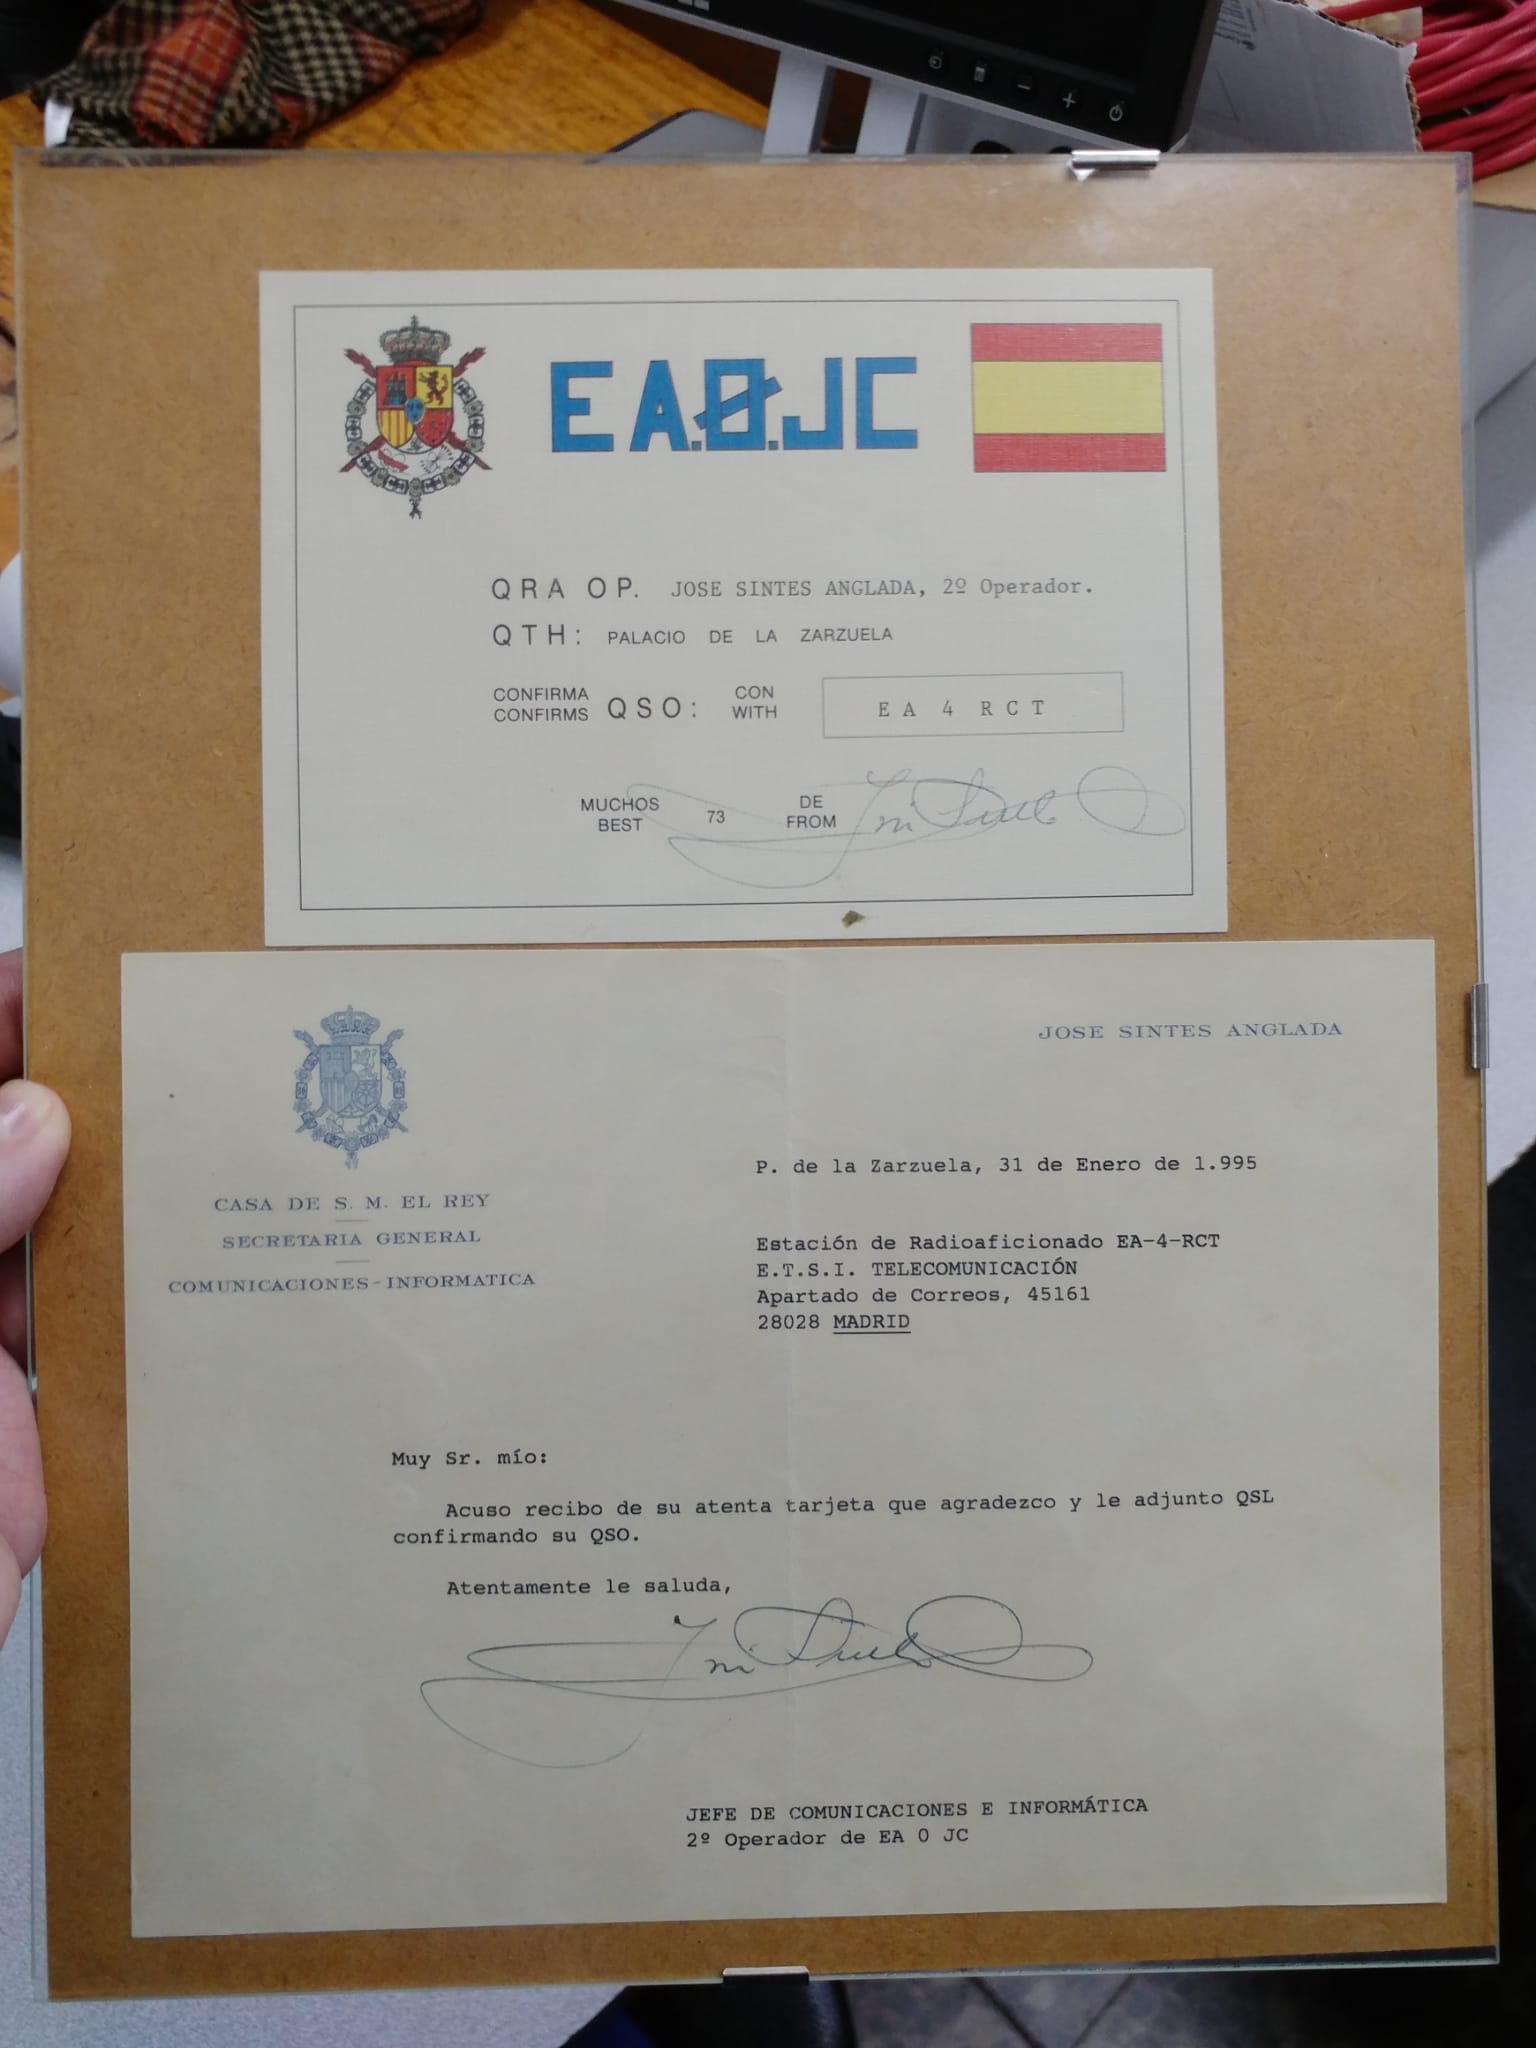 EA.Ø.JC
QRA OP. JOSE SINTES ANGLADA, 2º Operador.
QTH: PALACIO DE LA ZARZUELA
CONFIRMA
CONFIRMS QSO: CON
WITH
EA 4 RCT
MUCHOS
BEST 73 DE
FROM
JOSE SINTES ANGLADA
CASA DE S. M. EL REY
SECRETARIA GENERAL
COMUNICACIONES-INFORMATICA
P. de la Zarzuela, 31 de Enero de 1.995
Estación de Radioaficionado EA-4-RCT
E.T.S.I. TELECOMUNICACIÓN
Apartado de Correos, 45161
28028 MADRID
Muy Sr. mío:
Acuso recibo de su atenta tarjeta que agradezco y le adjunto QSL
confirmando su QSO.
Atentamente le saluda,
JEFE DE COMUNICACIONES E INFORMÁTICA
2º Operador de EA 0 JC